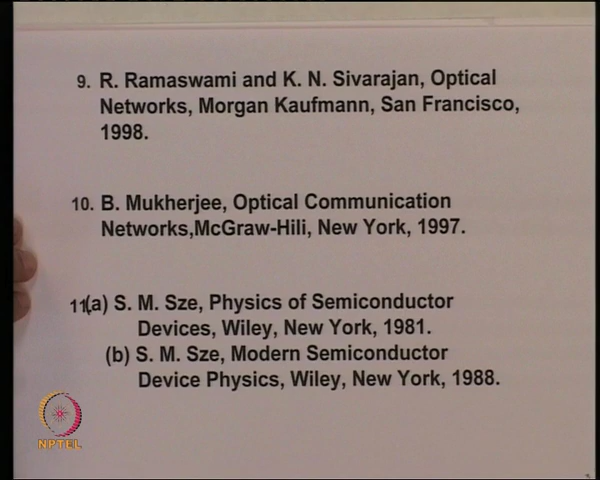 9. R. Ramaswami and K. N. Sivarajan, Optical
Networks, Morgan Kaufmann, San Francisco,
1998.
10. B. Mukherjee, Optical Communication
Networks,McGraw-Hili, New York, 1997.
11(a) S. M. Sze, Physics of Semiconductor
Devices, Wiley, New York, 1981.
(b) S. M. Sze, Modern Semiconductor
Device Physics, Wiley, New York, 1988.
NPTEL